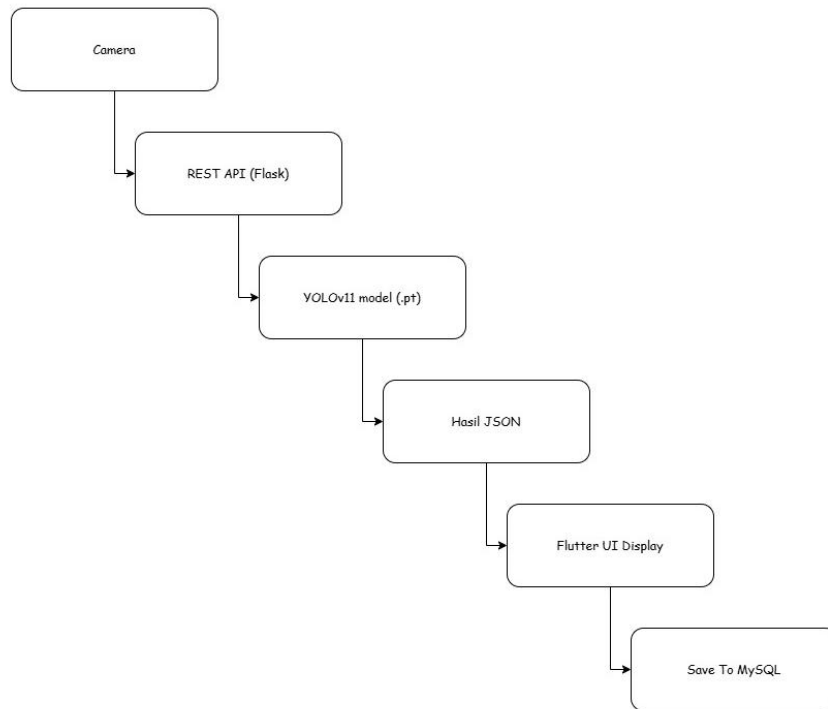 Camera
REST API (Flask)
YOLOv11 model (.pt)
Hasil JSON
Flutter UI Display
Save To MySQL